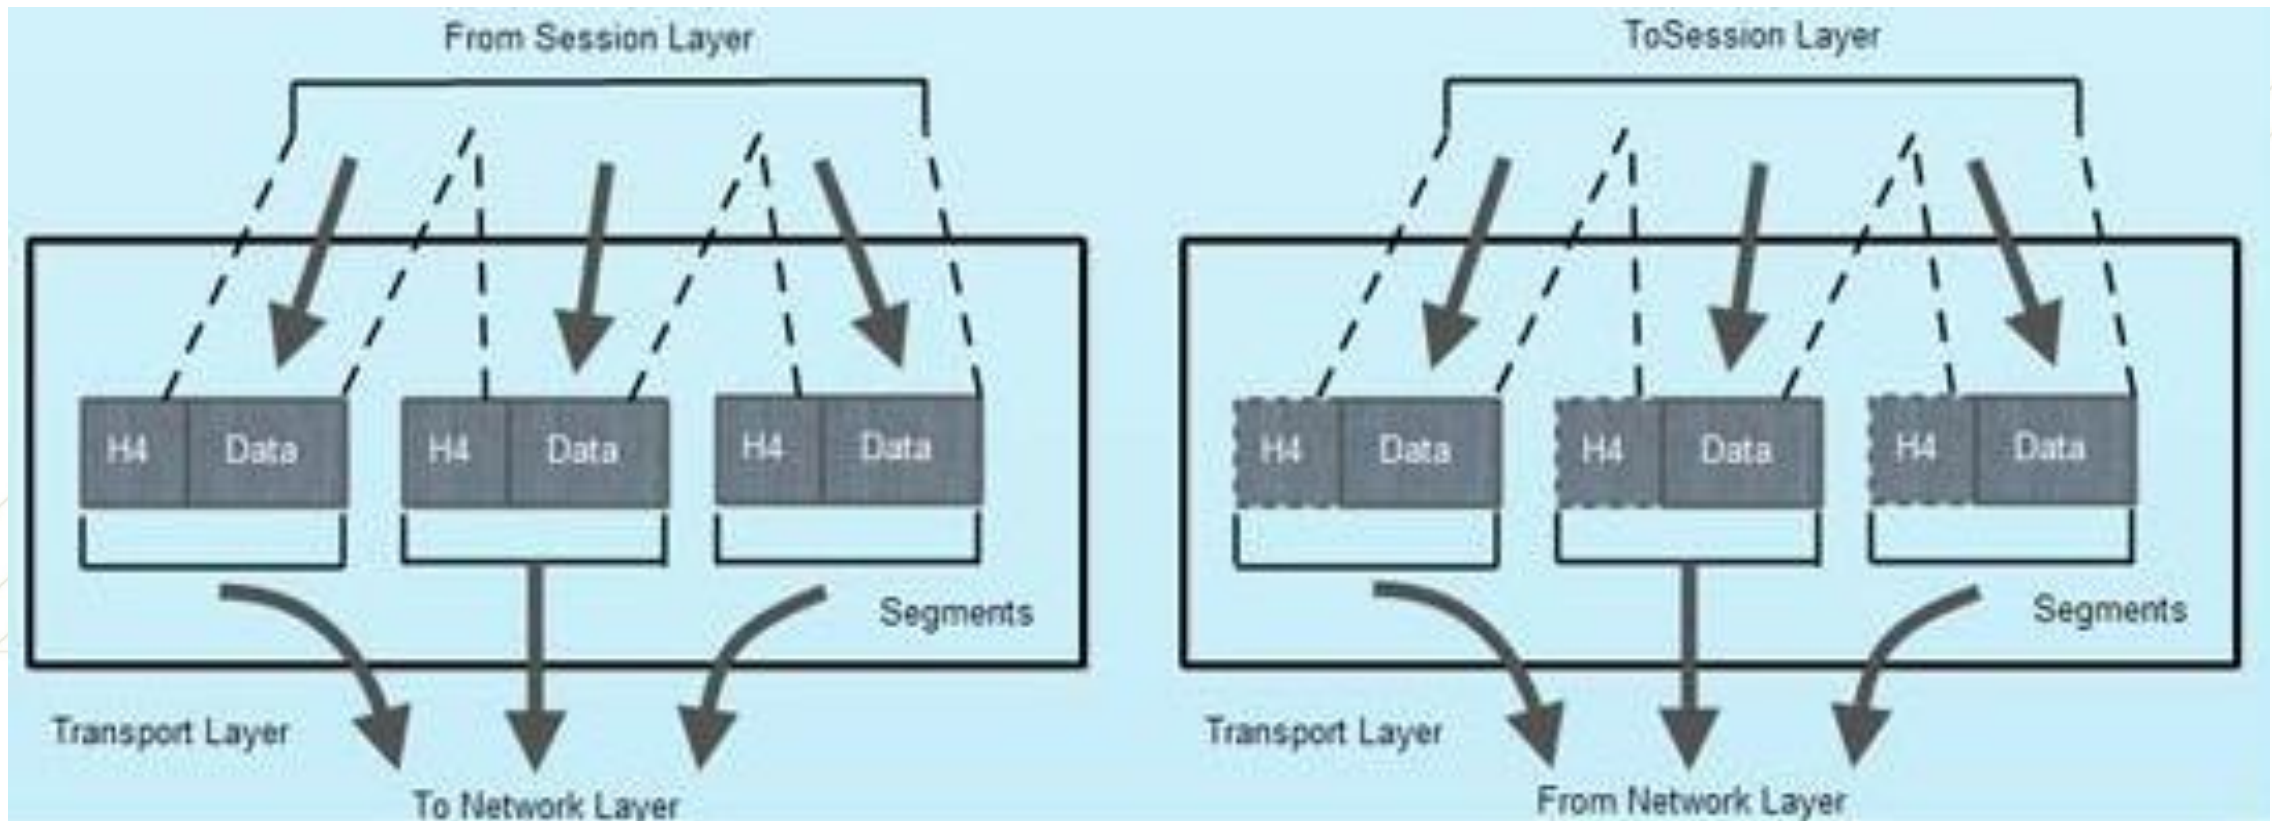 From Session Layer
H4 Data H4 Data H4 Data
Segments
Transport Layer
To Network Layer
ToSession Layer
H4 Data H4 Data H4 Data
Segments
Transport Layer
From Network Layer